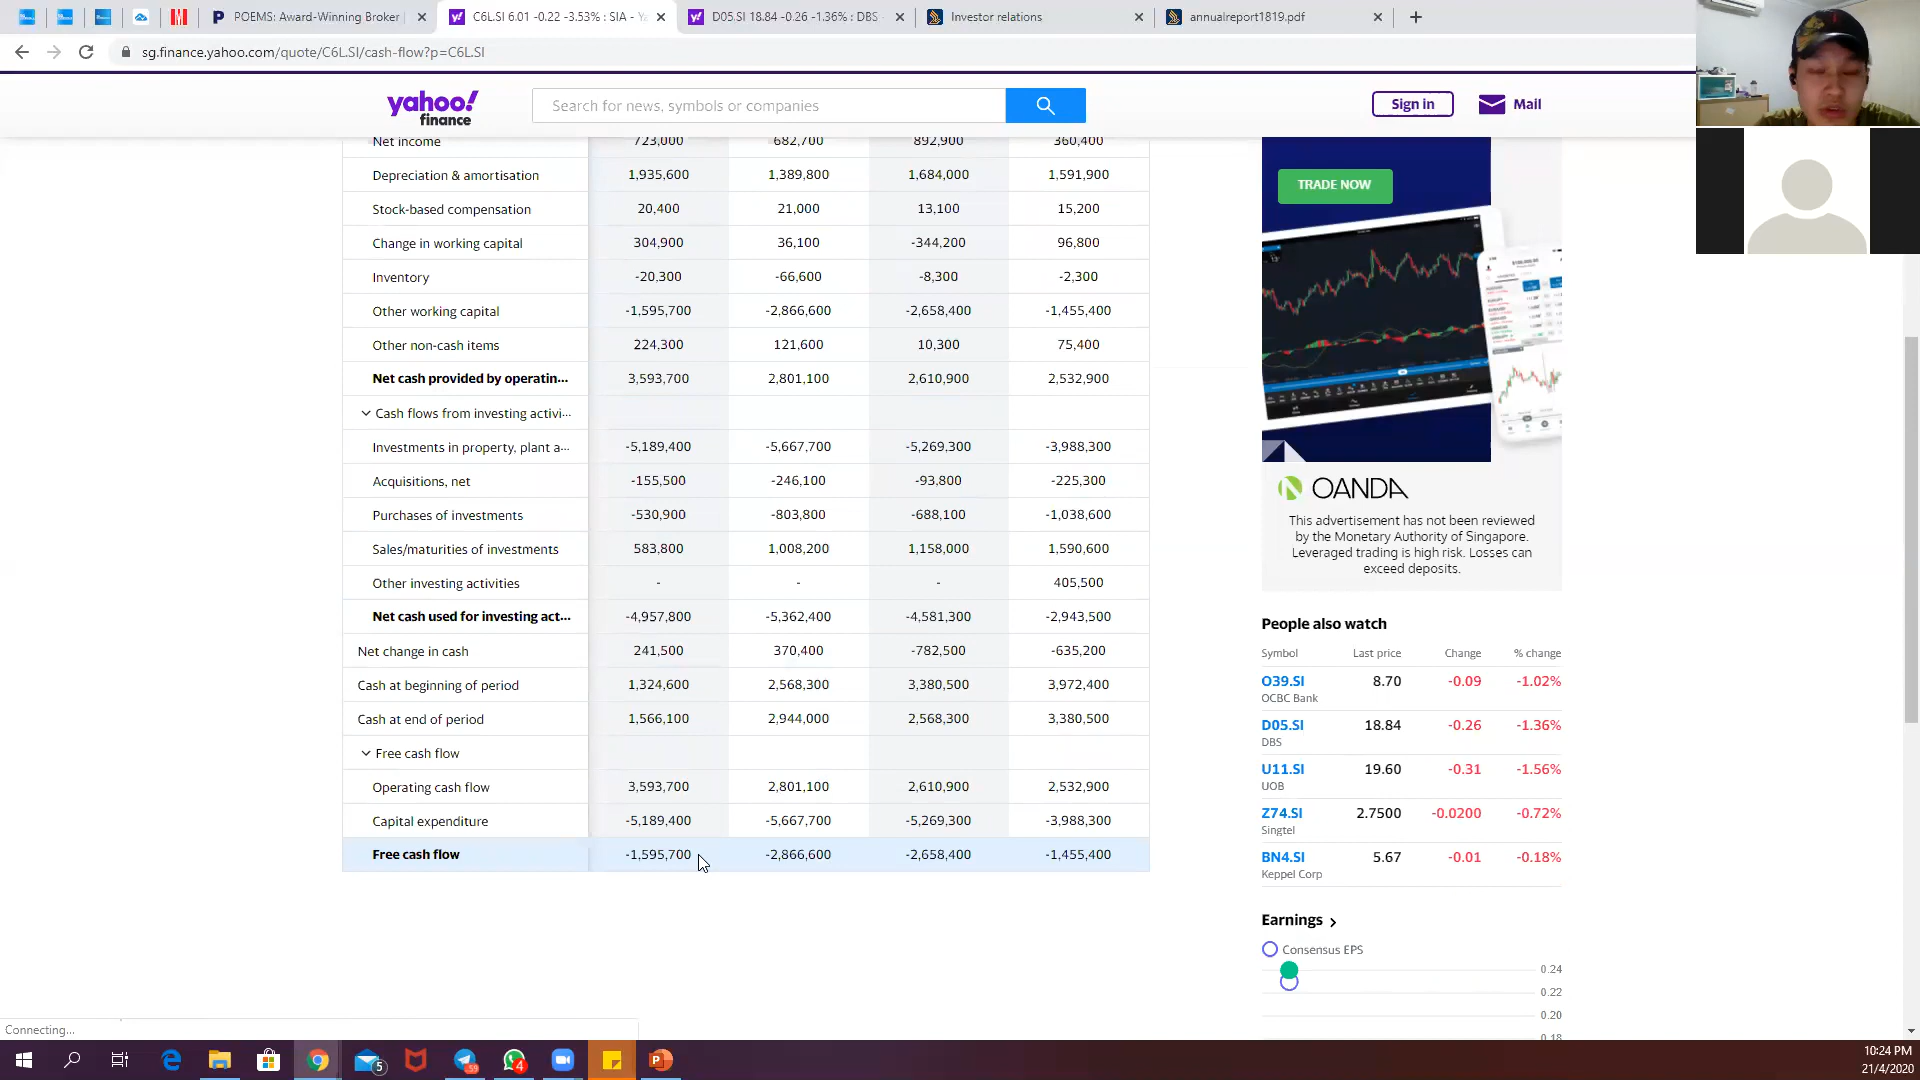 POEMS: Award-Winning Broker
C6L.SI 6.01 -0.22 -3.53% : SIA - Ya
D05.SI 18.84 -0.26 -1.36% : DBS
Investor relations
annualreport1819.pdf
sg.finance.yahoo.com/quote/C6L.SI/cash-flow?p=C6L.SI
yahoo!
finance
Search for news, symbols or companies
Sign in
Mail
Net income 723,000 682,700 892,900 360,400
Depreciation & amortisation 1,935,600 1,389,800 1,684,000 1,591,900
Stock-based compensation 20,400 21,000 13,100 15,200
Change in working capital 304,900 36,100 -344,200 96,800
Inventory -20,300 -66,600 -8,300 -2,300
Other working capital -1,595,700 -2,866,600 -2,658,400 -1,455,400
Other non-cash items 224,300 121,600 10,300 75,400
Net cash provided by operatin... 3,593,700 2,801,100 2,610,900 2,532,900
Cash flows from investing activi...
Investments in property, plant a... -5,189,400 -5,667,700 -5,269,300 -3,988,300
Acquisitions, net -155,500 -246,100 -93,800 -225,300
Purchases of investments -530,900 -803,800 -688,100 -1,038,600
Sales/maturities of investments 583,800 1,008,200 1,158,000 1,590,600
Other investing activities - - - 405,500
Net cash used for investing act... -4,957,800 -5,362,400 -4,581,300 -2,943,500
Net change in cash 241,500 370,400 -782,500 -635,200
Cash at beginning of period 1,324,600 2,568,300 3,380,500 3,972,400
Cash at end of period 1,566,100 2,944,000 2,568,300 3,380,500
Free cash flow
Operating cash flow 3,593,700 2,801,100 2,610,900 2,532,900
Capital expenditure -5,189,400 -5,667,700 -5,269,300 -3,988,300
Free cash flow -1,595,700 -2,866,600 -2,658,400 -1,455,400
TRADE NOW
OANDA
This advertisement has not been reviewed
by the Monetary Authority of Singapore.
Leveraged trading is high risk. Losses can
exceed deposits.
People also watch
Symbol Last price Change % change
O39.SI 8.70 -0.09 -1.02%
OCBC Bank
D05.SI 18.84 -0.26 -1.36%
DBS
U11.SI 19.60 -0.31 -1.56%
UOB
Z74.SI 2.7500 -0.0200 -0.72%
Singtel
BN4.SI 5.67 -0.01 -0.18%
Keppel Corp
Earnings
Consensus EPS
0.24
0.22
0.20
0.18
Connecting...
5
59
4
10:24 PM
21/4/2020